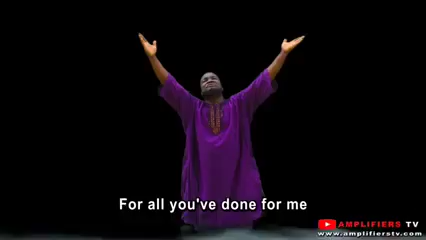 For all you've done for me
AMPLIFIERS TV
www.amplifierstv.com